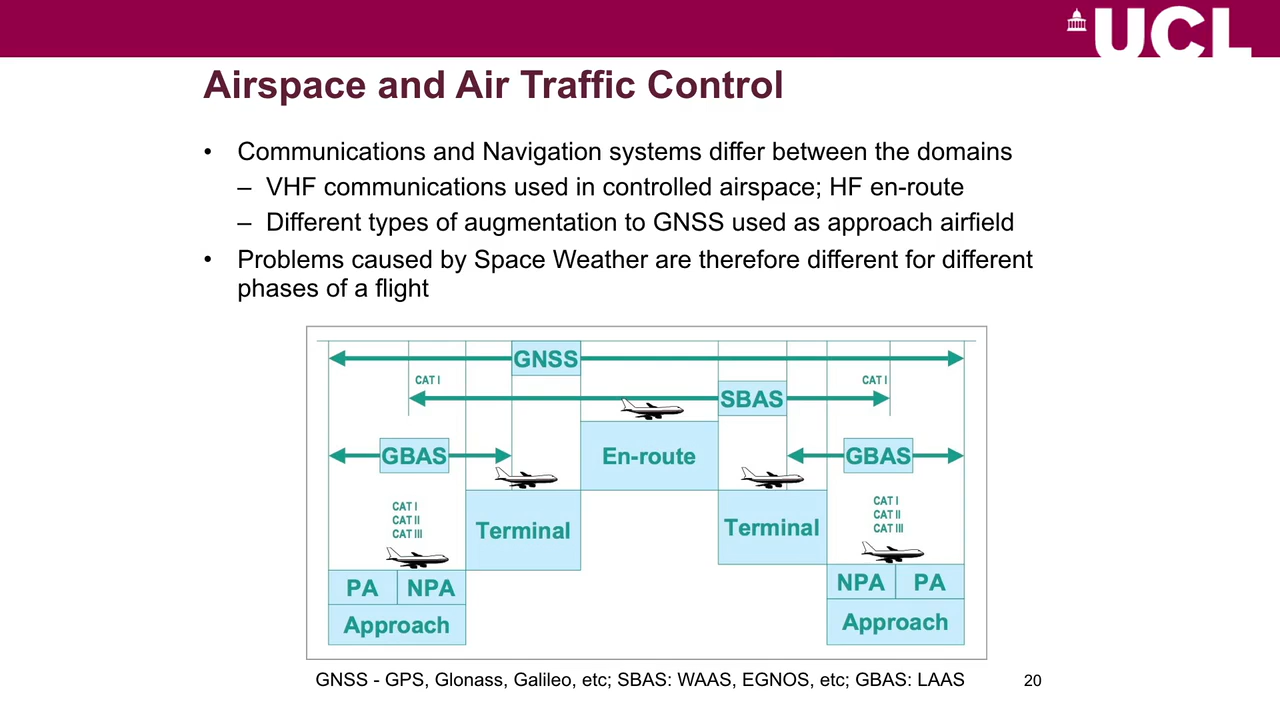 UCL
Airspace and Air Traffic Control
• Communications and Navigation systems differ between the domains
– VHF communications used in controlled airspace; HF en-route
– Different types of augmentation to GNSS used as approach airfield
• Problems caused by Space Weather are therefore different for different
phases of a flight
GNSS
CAT I
CAT I
SBAS
GBAS
En-route
GBAS
CAT I
CAT II
CAT III
Terminal
Terminal
CAT I
CAT II
CAT III
PA
NPA
NPA
PA
Approach
Approach
GNSS - GPS, Glonass, Galileo, etc; SBAS: WAAS, EGNOS, etc; GBAS: LAAS
20